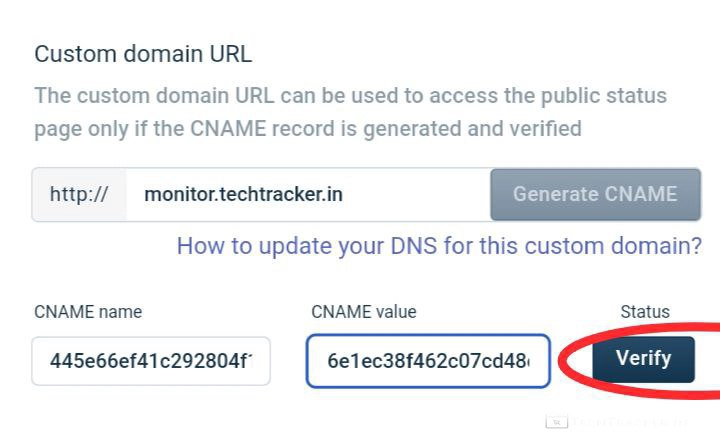 Custom domain URL
The custom domain URL can be used to access the public status
page only if the CNAME record is generated and verified
http:// monitor.techtracker.in Generate CNAME
How to update your DNS for this custom domain?
CNAME name CNAME value Status
445e66ef41c292804f 6e1ec38f462c07cd48 Verify